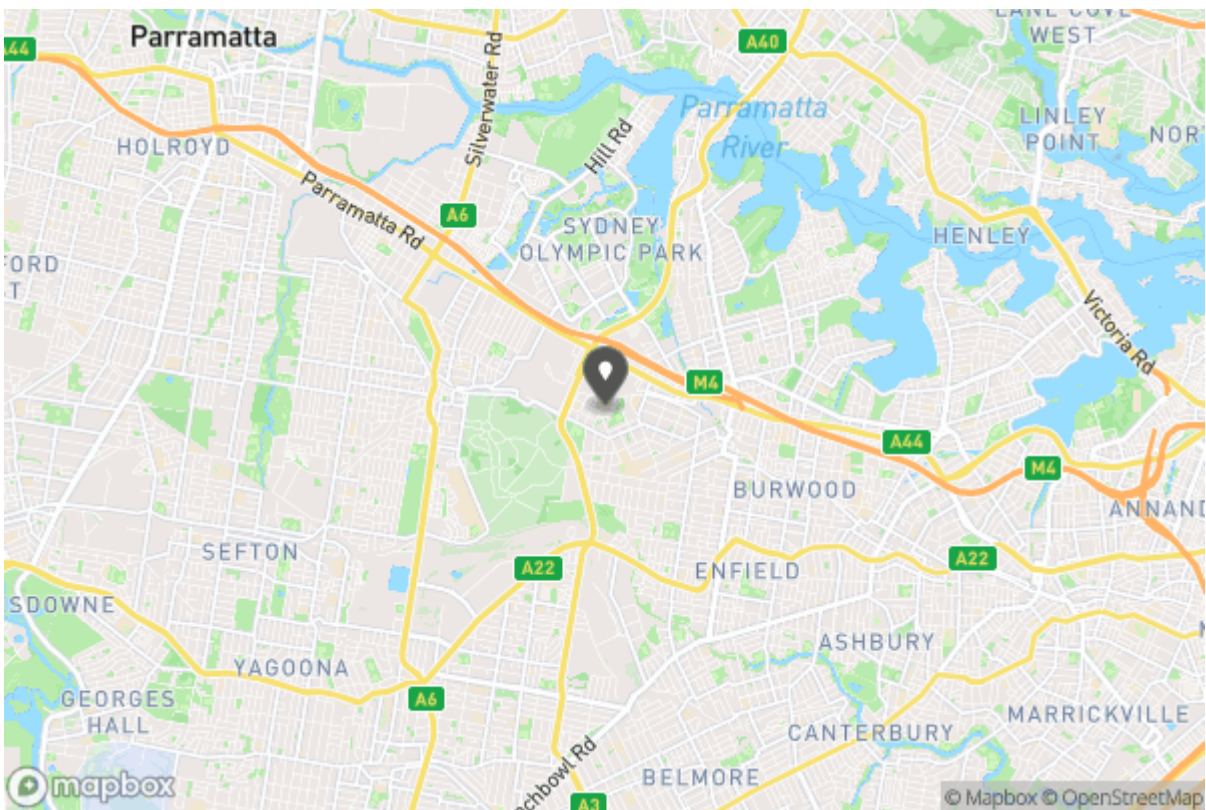 LANE COVE
WEST
Parramatta
A44
A40
Silverwater Rd
Parramatta
River
LINLEY
POINT
HOLROYD
Hill Rd
Parramatta Rd
A6
SYDNEY
OLYMPIC PARK
HENLEY
Victoria Rd
M4
A44
M4
BURWOOD
SEFTON
A22
ENFIELD
A22
YAGOONA
ASHBURY
A6
GEORGES
HALL
CANTERBURY
MARRICKVILLE
BELMORE
A3
mapbox
© Mapbox © OpenStreetMap